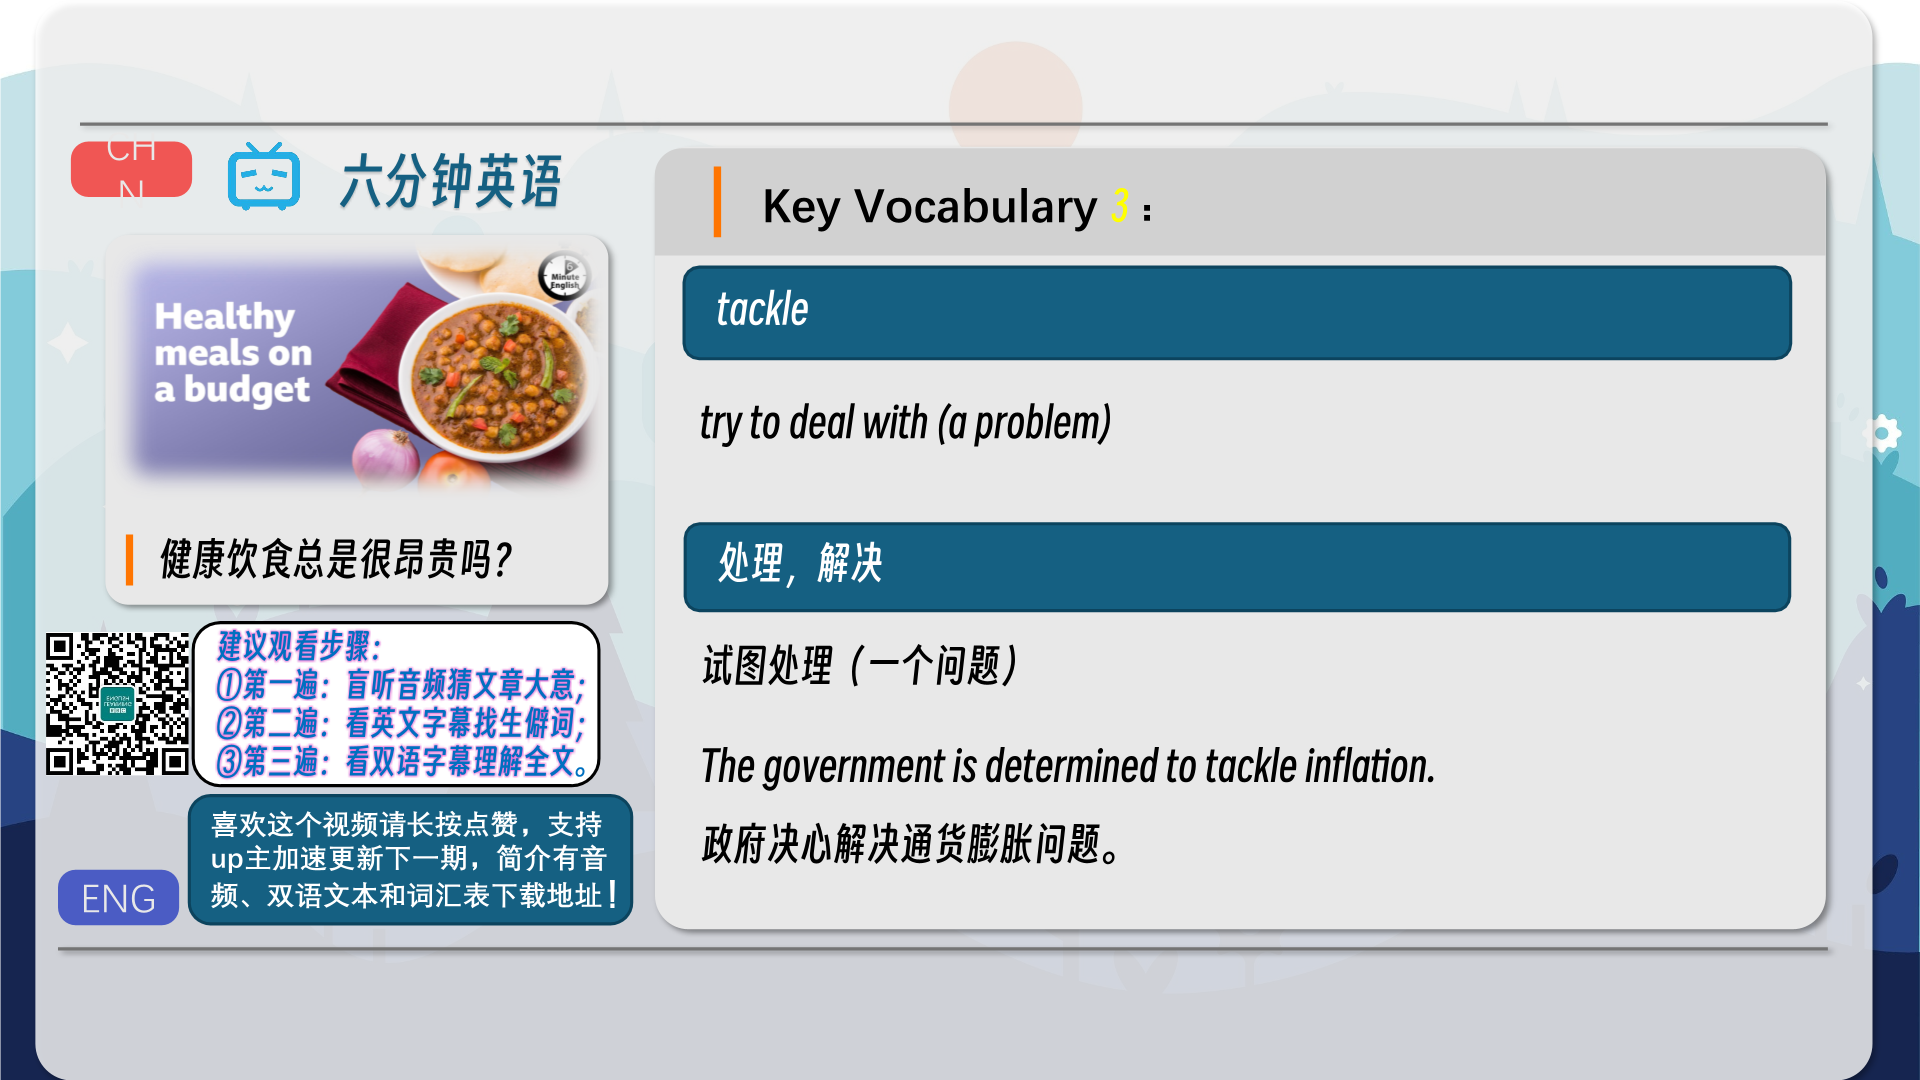 CH
N
六分钟英语
Healthy
meals on
a budget
6
Minute
English
健康饮食总是很昂贵吗?
建议观看步骤:
①第一遍: 盲听音频猜文章大意;
②第二遍: 看英文字幕找生僻词;
③第三遍: 看双语字幕理解全文。
喜欢这个视频请长按点赞, 支持
up主加速更新下一期, 简介有音
频、双语文本和词汇表下载地址!
ENG
Key Vocabulary 3 :
tackle
try to deal with (a problem)
处理, 解决
试图处理 (一个问题)
The government is determined to tackle inflation.
政府决心解决通货膨胀问题。